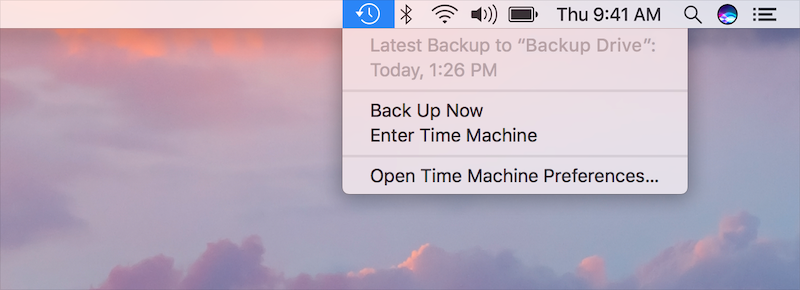 Thu 9:41 AM
Latest Backup to “Backup Drive”:
Today, 1:26 PM
Back Up Now
Enter Time Machine
Open Time Machine Preferences...